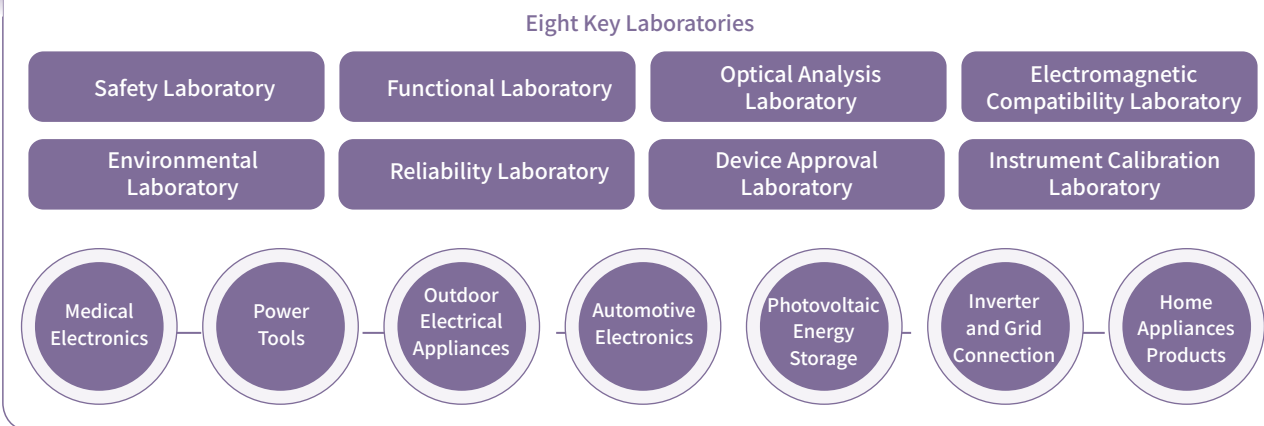 Eight Key Laboratories
Safety Laboratory
Functional Laboratory
Optical Analysis
Laboratory
Electromagnetic
Compatibility Laboratory
Environmental
Laboratory
Reliability Laboratory
Device Approval
Laboratory
Instrument Calibration
Laboratory
Medical
Electronics
Power
Tools
Outdoor
Electrical
Appliances
Automotive
Electronics
Photovoltaic
Energy
Storage
Inverter
and Grid
Connection
Home
Appliances
Products